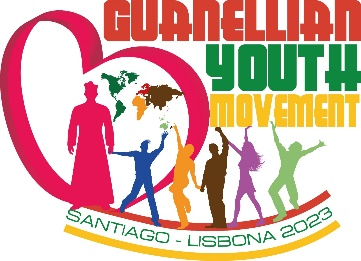 GUANELLIAN
YOUTH
MOVEMENT
SANTIAGO - LISBONA 2023